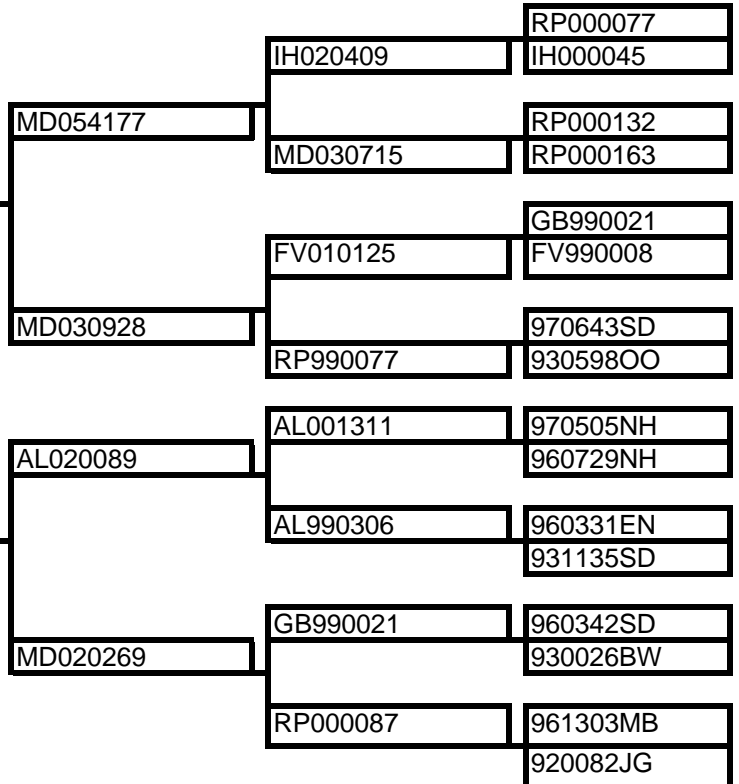 RP000077
IH020409
IH000045
MD054177
RP000132
MD030715
RP000163
GB990021
FV010125
FV990008
MD030928
970643SD
RP990077
930598OO
AL001311
970505NH
AL020089
960729NH
AL990306
960331EN
931135SD
GB990021
960342SD
MD020269
930026BW
RP000087
961303MB
920082JG